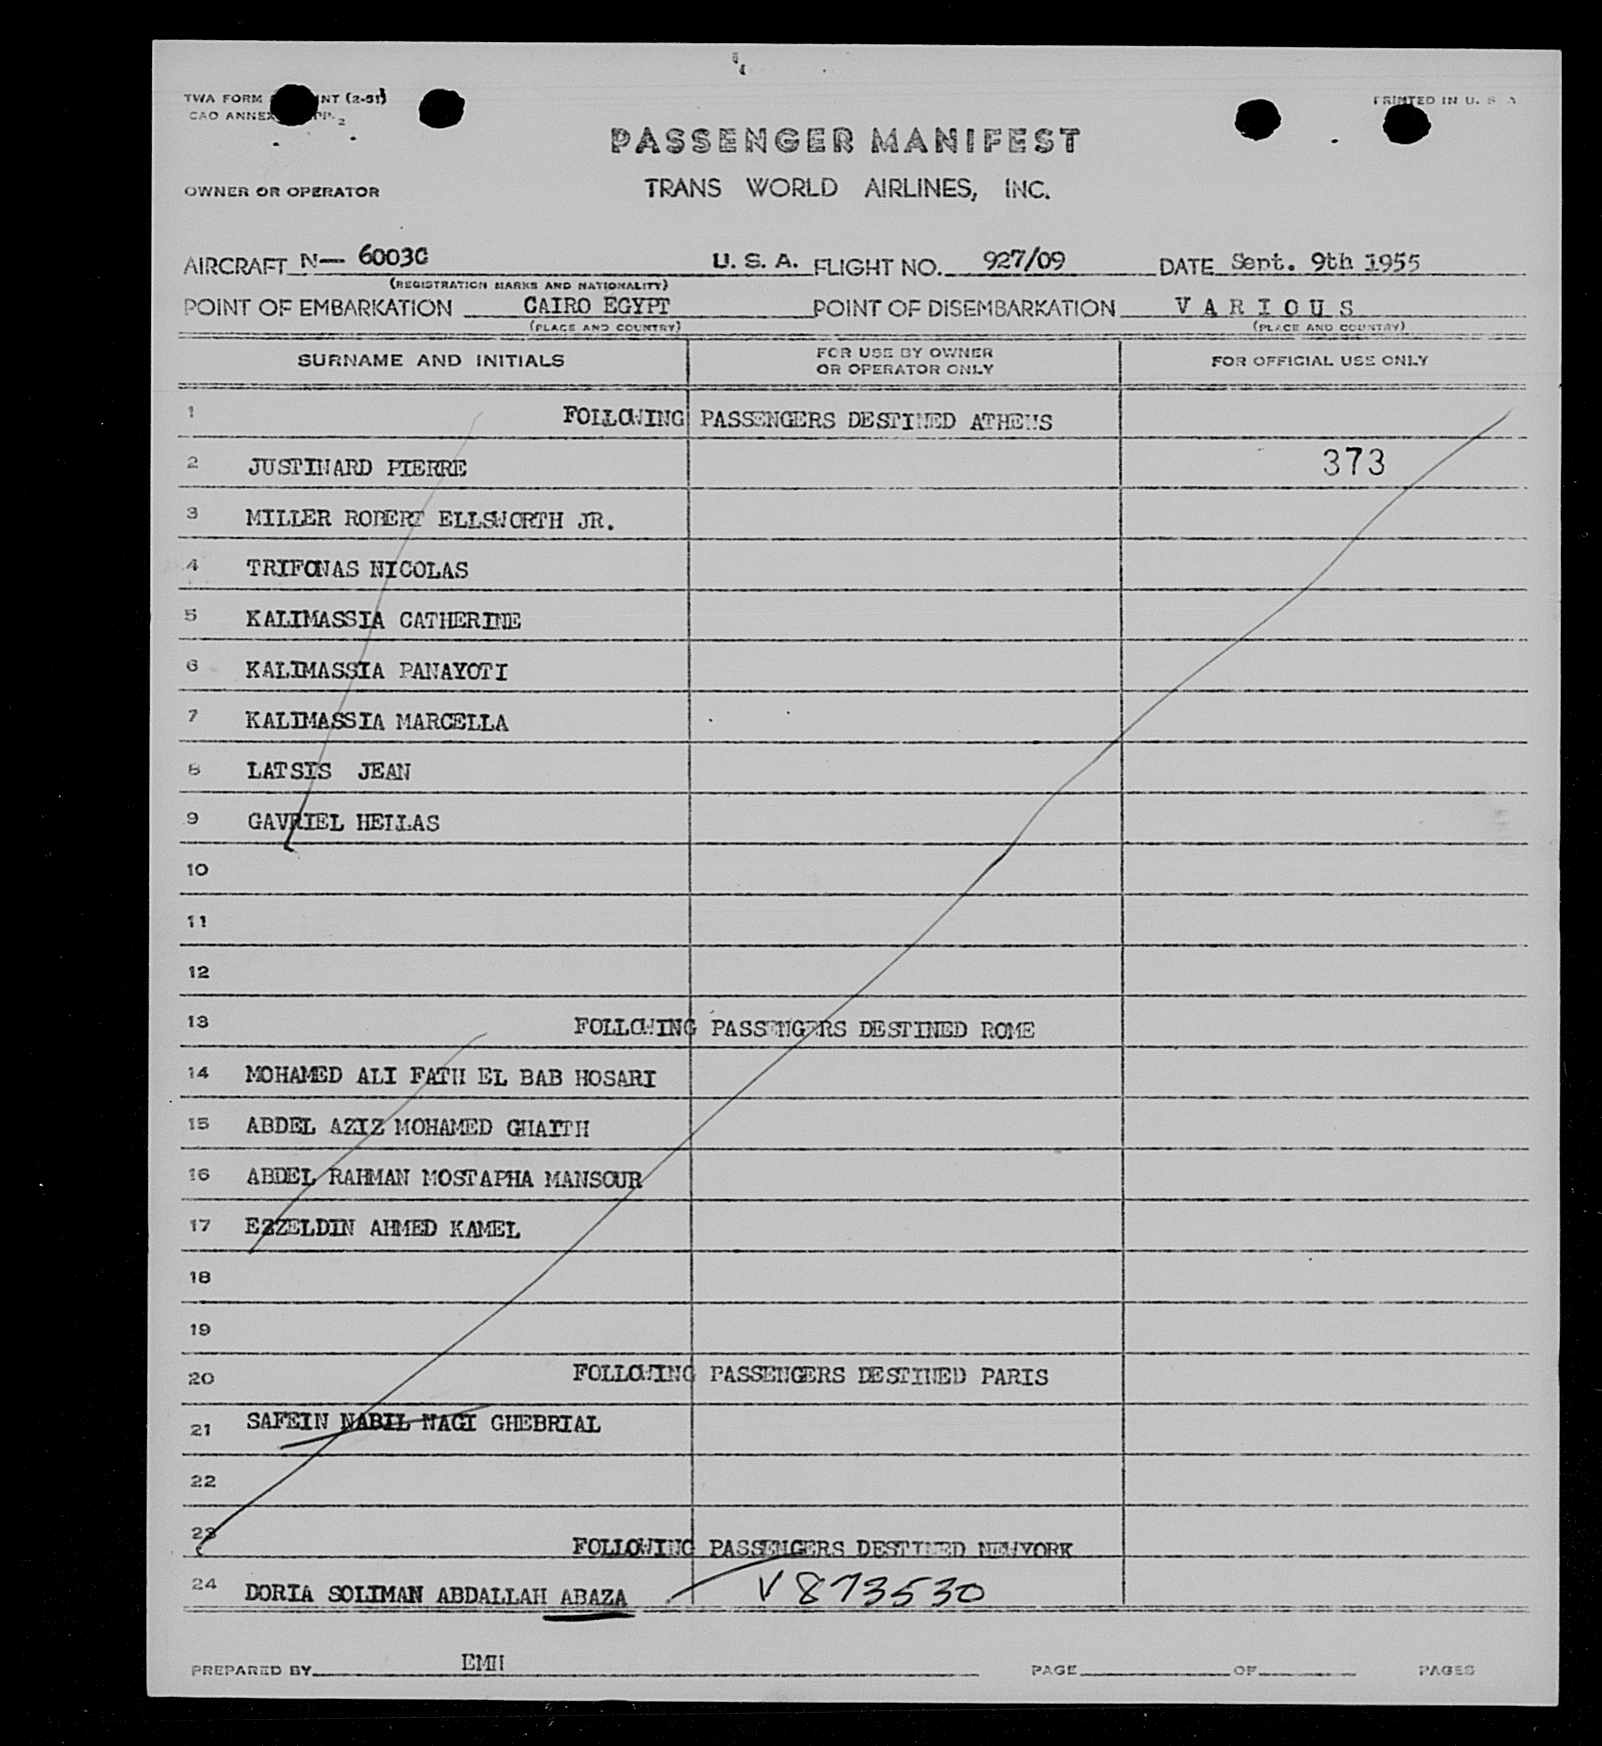 TWA FORM NT (2-51)
PRINTED IN U. S. A
CAO ANNEX PP. 2
PASSENGER MANIFEST
OWNER OR OPERATOR TRANS WORLD AIRLINES, INC.
AIRCRAFT N— 6003C U. S. A. FLIGHT NO. 927/09 DATE Sept. 9th 1955
(REGISTRATION MARKS AND NATIONALITY)
POINT OF EMBARKATION CAIRO EGYPT POINT OF DISEMBARKATION VARIOUS
(PLACE AND COUNTRY) (PLACE AND COUNTRY)
SURNAME AND INITIALS FOR USE BY OWNER OR OPERATOR ONLY FOR OFFICIAL USE ONLY
1 FOLLOWING PASSENGERS DESTINED ATHENS
2 JUSTINARD PIERRE 373
3 MILLER ROBERT ELLSWORTH JR.
4 TRIFONAS NICOLAS
5 KALIMASSIA CATHERINE
6 KALIMASSIA PANAYOTI
7 KALIMASSIA MARCELLA
8 LATSIS JEAN
9 GAVRIEL HELLAS
10
11
12
13 FOLLOWING PASSENGERS DESTINED ROME
14 MOHAMED ALI FATH EL BAB HOSARI
15 ABDEL AZIZ MOHAMED GHAITH
16 ABDEL RAHMAN MOSTAPHA MANSOUR
17 EZZELDIN AHMED KAMEL
18
19
20 FOLLOWING PASSENGERS DESTINED PARIS
21 SAFEIN NABIL NAGI GHEBRIAL
22
23 FOLLOWING PASSENGERS DESTINED NEWYORK
24 DORIA SOLIMAN ABDALLAH ABAZA V 873530
PREPARED BY EMH PAGE OF PAGES